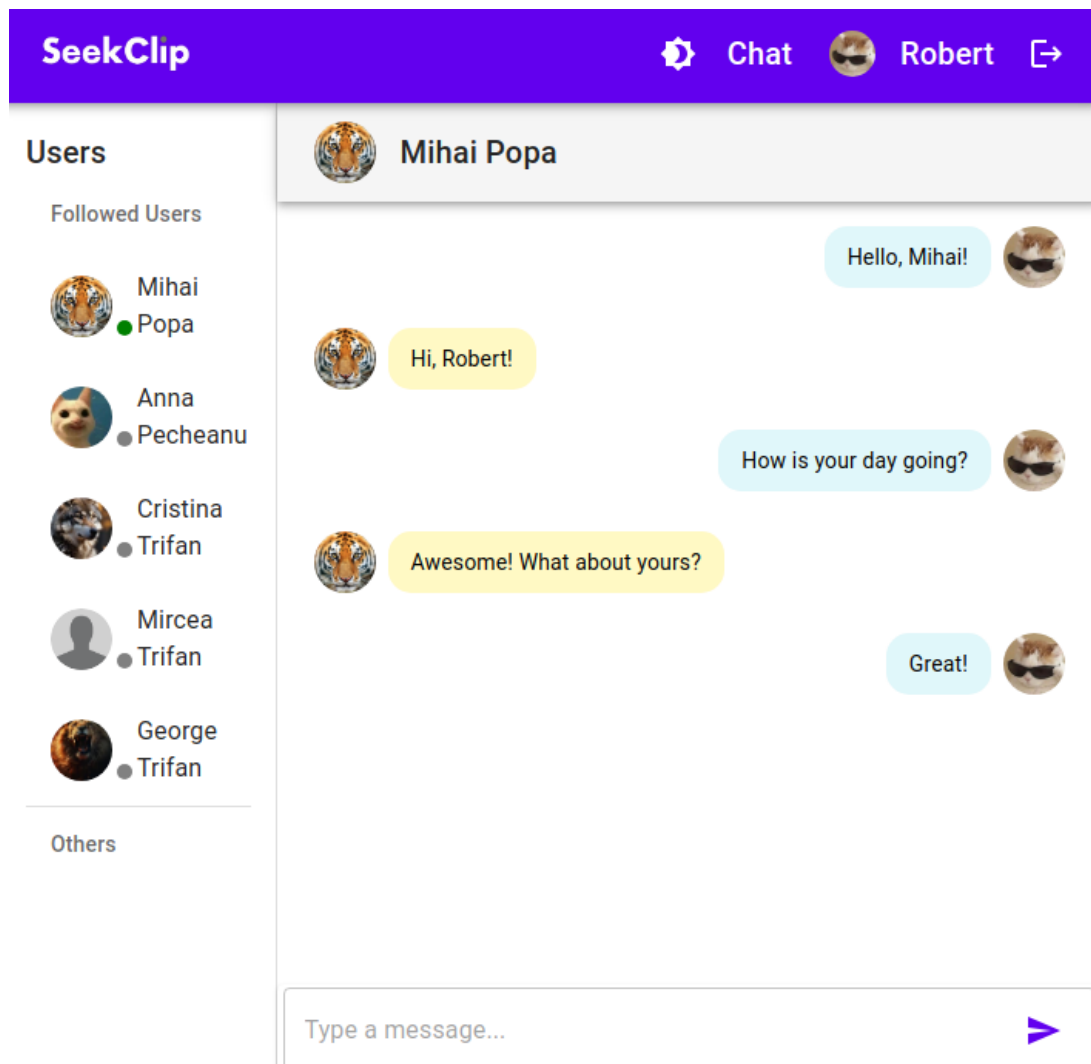 SeekClip
Chat
Robert
Users
Followed Users
Mihai
Popa
Anna
Pecheanu
Cristina
Trifan
Mircea
Trifan
George
Trifan
Others
Mihai Popa
Hello, Mihai!
Hi, Robert!
How is your day going?
Awesome! What about yours?
Great!
Type a message...